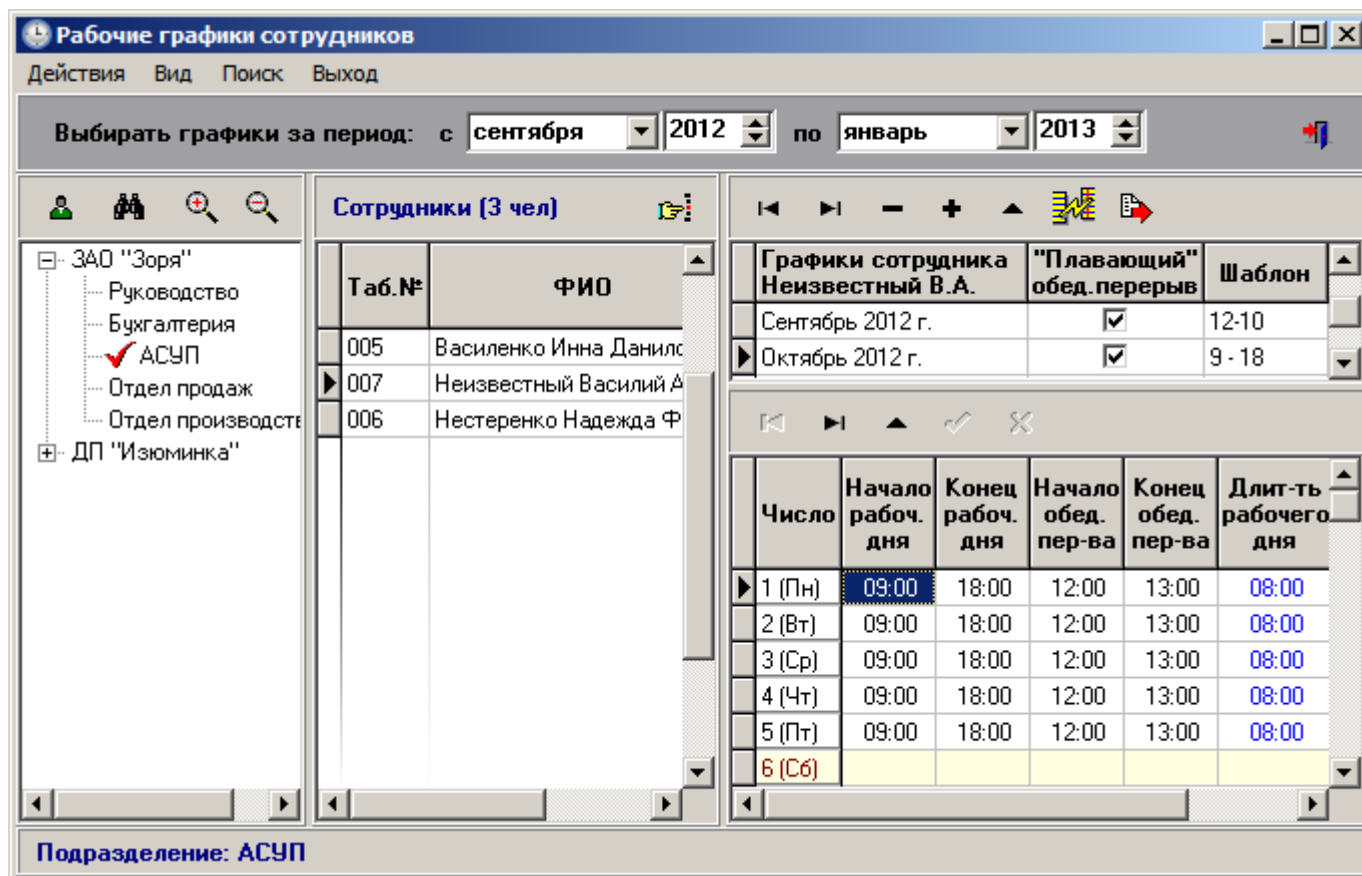 Рабочие графики сотрудников
Действия Вид Поиск Выход
Выбирать графики за период: с сентября 2012 по январь 2013
Сотрудники (3 чел)
ЗАО "Зоря"
Руководство
Бухгалтерия
АСУП
Отдел продаж
Отдел производств
ДП "Изюминка"
Таб.№ ФИО
005 Василенко Инна Данило
007 Неизвестный Василий А
006 Нестеренко Надежда Ф
Графики сотрудника Неизвестный В.А. "Плавающий" обед.перерыв Шаблон
Сентябрь 2012 г. 12-10
Октябрь 2012 г. 9 - 18
Число Начало рабоч. дня Конец рабоч. дня Начало обед. пер-ва Конец обед. пер-ва Длит-ть рабочего дня
1 (Пн) 09:00 18:00 12:00 13:00 08:00
2 (Вт) 09:00 18:00 12:00 13:00 08:00
3 (Ср) 09:00 18:00 12:00 13:00 08:00
4 (Чт) 09:00 18:00 12:00 13:00 08:00
5 (Пт) 09:00 18:00 12:00 13:00 08:00
6 (Сб)
Подразделение: АСУП